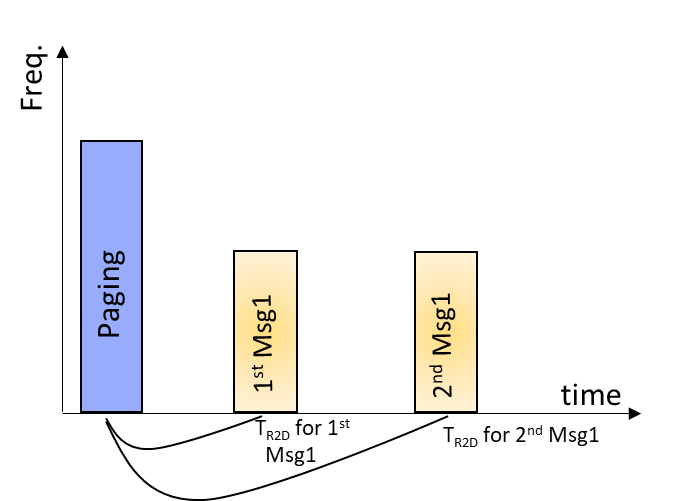 Freq.
Paging
1st Msg1
2nd Msg1
time
TR2D for 1st
Msg1
TR2D for 2nd Msg1